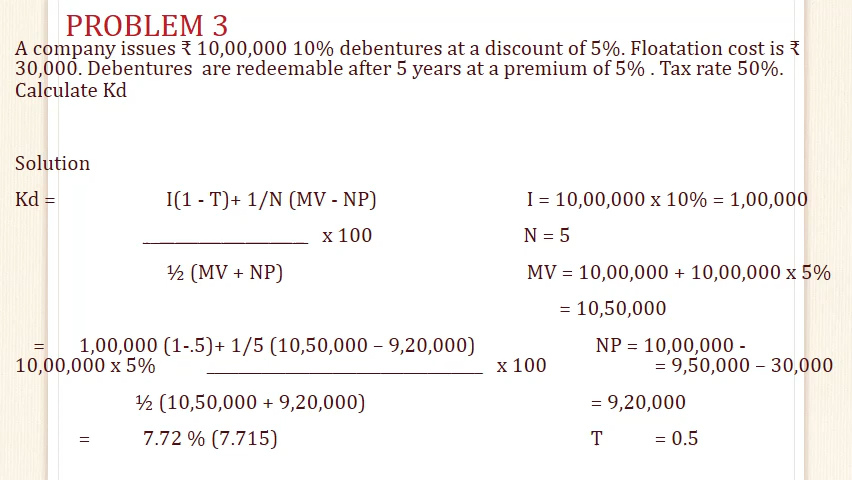 PROBLEM 3
A company issues ₹ 10,00,000 10% debentures at a discount of 5%. Floatation cost is ₹
30,000. Debentures are redeemable after 5 years at a premium of 5% . Tax rate 50%.
Calculate Kd
Solution
Kd = I(1 - T)+ 1/N (MV - NP) I = 10,00,000 x 10% = 1,00,000
____________________ x 100 N = 5
½ (MV + NP) MV = 10,00,000 + 10,00,000 x 5%
= 10,50,000
= 1,00,000 (1-.5)+ 1/5 (10,50,000 – 9,20,000) NP = 10,00,000 -
10,00,000 x 5% _________________________________ x 100 = 9,50,000 – 30,000
½ (10,50,000 + 9,20,000) = 9,20,000
= 7.72 % (7.715) T = 0.5